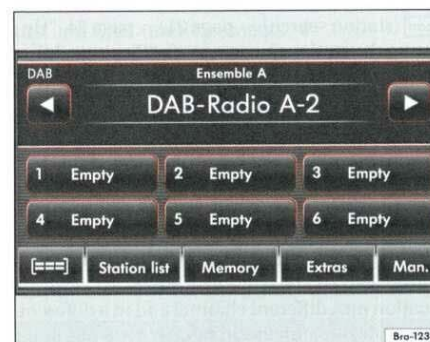 DAB Ensemble A
DAB-Radio A-2
1 Empty 2 Empty 3 Empty
4 Empty 5 Empty 6 Empty
[===] Station list Memory Extras Man.
Bro-123